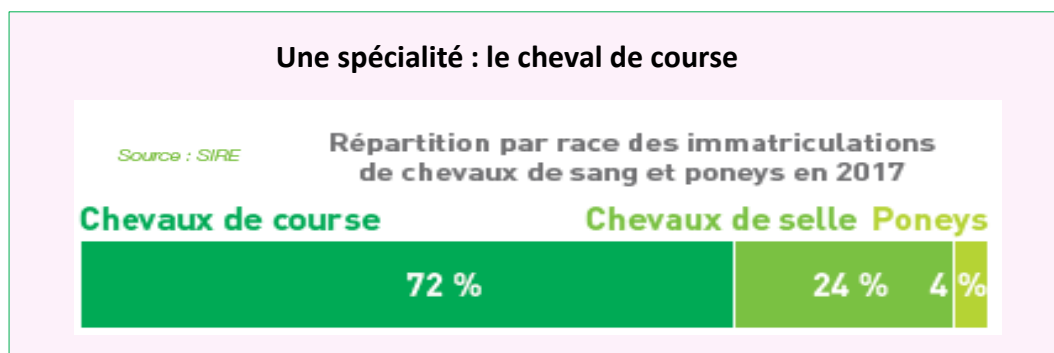 Une spécialité : le cheval de course
Source : SIRE
Répartition par race des immatriculations
de chevaux de sang et poneys en 2017
Chevaux de course Chevaux de selle Poneys
72 % 24 % 4 %